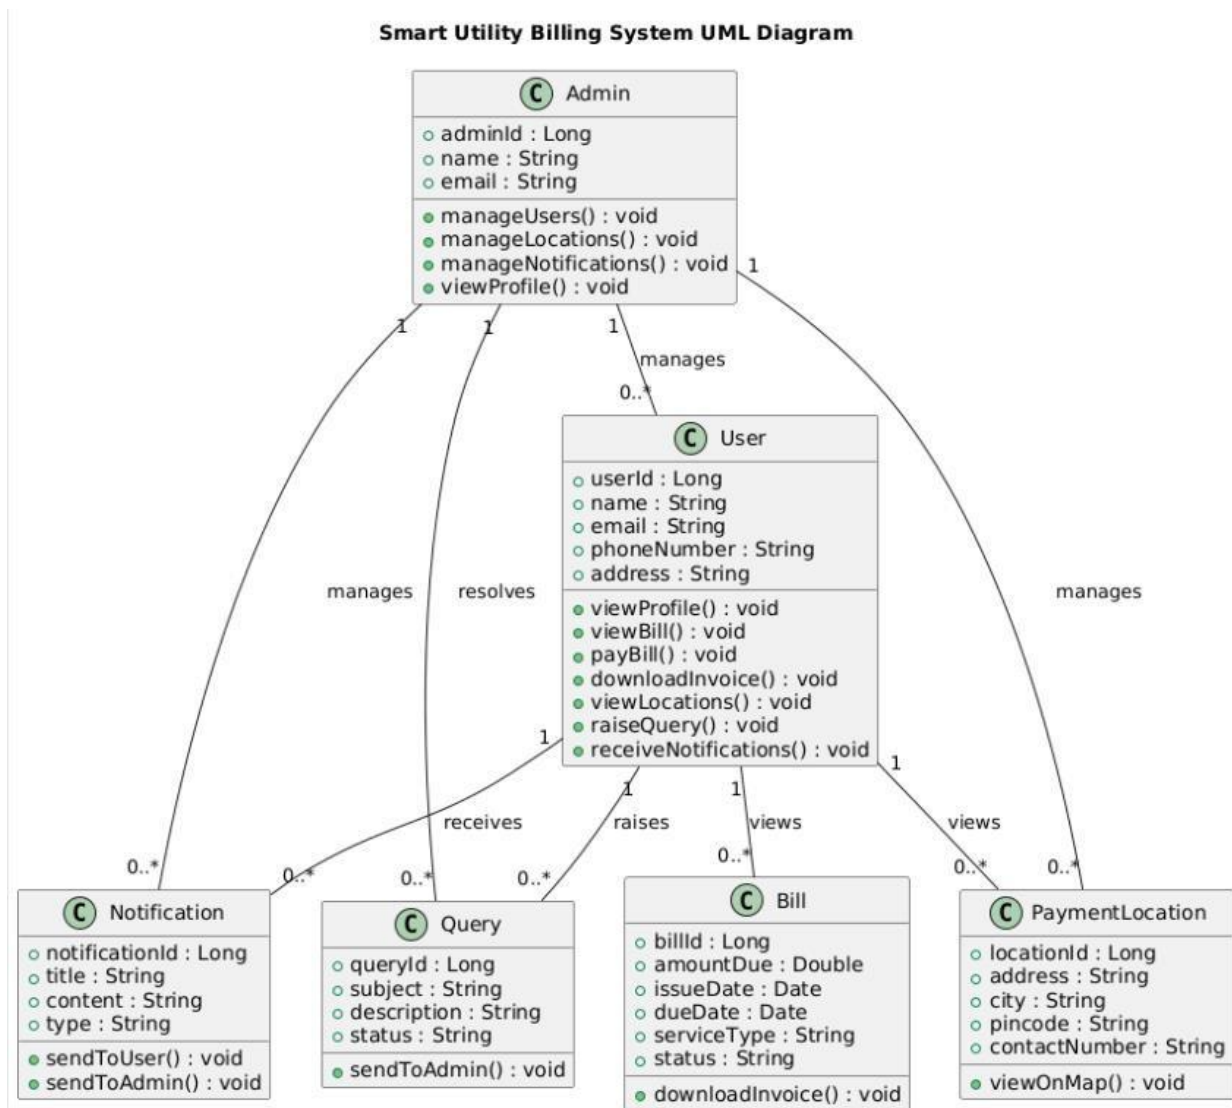 Smart Utility Billing System UML Diagram
C Admin
adminId : Long
name : String
email : String
manageUsers() : void
manageLocations() : void
manageNotifications() : void
viewProfile() : void
1
1
1
1
manages
0..*
C User
userId : Long
name : String
email : String
phoneNumber : String
address : String
viewProfile() : void
viewBill() : void
payBill() : void
downloadInvoice() : void
viewLocations() : void
raiseQuery() : void
receiveNotifications() : void
manages
resolves
manages
1
1
1
1
receives
raises
views
views
0..*
0..*
0..*
0..*
0..*
0..*
0..*
C Notification
notificationId : Long
title : String
content : String
type : String
sendToUser() : void
sendToAdmin() : void
C Query
queryId : Long
subject : String
description : String
status : String
sendToAdmin() : void
C Bill
billId : Long
amountDue : Double
issueDate : Date
dueDate : Date
serviceType : String
status : String
downloadInvoice() : void
C PaymentLocation
locationId : Long
address : String
city : String
pincode : String
contactNumber : String
viewOnMap() : void